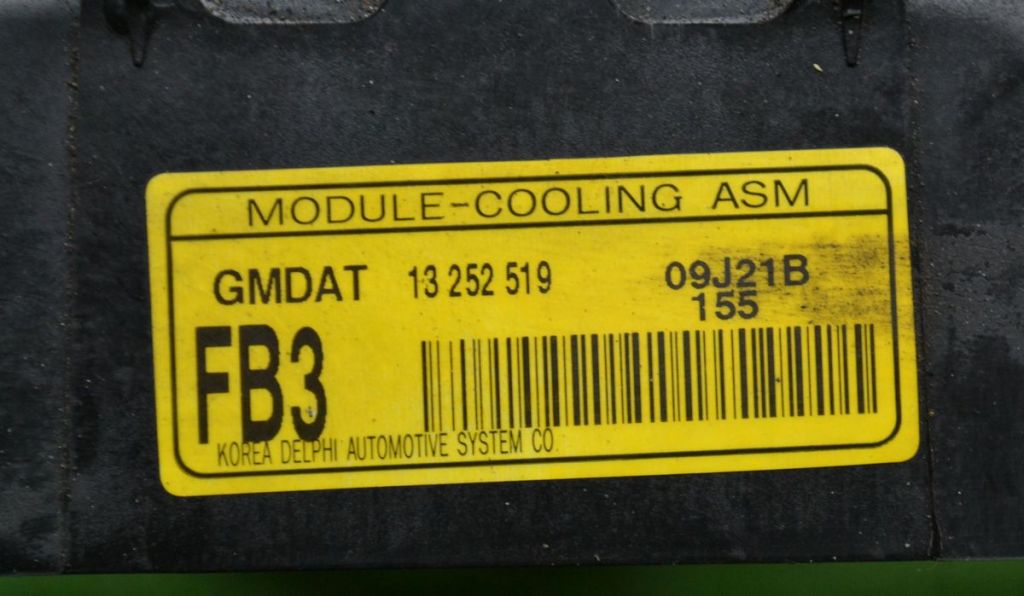 MODULE-COOLING ASM
GMDAT 13 252 519 09J21B
155
FB3
KOREA DELPHI AUTOMOTIVE SYSTEM CO.